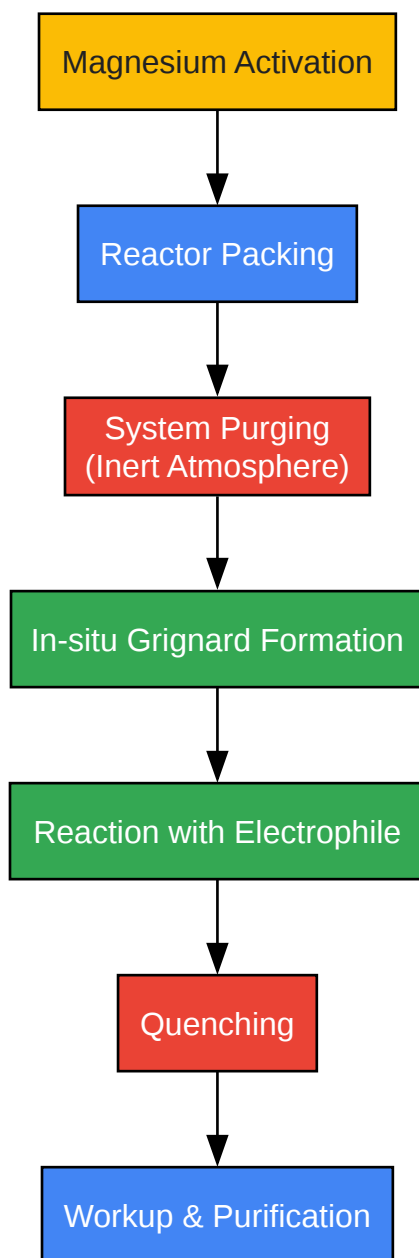 Magnesium Activation
Reactor Packing
System Purging
(Inert Atmosphere)
In-situ Grignard Formation
Reaction with Electrophile
Quenching
Workup & Purification